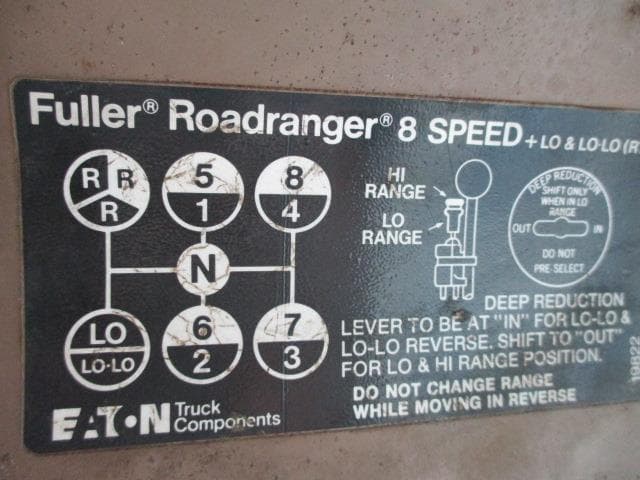 Fuller® Roadranger® 8 SPEED + LO & LO-LO (R
R R R
5 1
8 4
N
LO LO-LO
6 2
7 3
HI RANGE
LO RANGE
DEEP REDUCTION
SHIFT ONLY
WHEN IN LO
RANGE
OUT IN
DO NOT
PRE-SELECT
DEEP REDUCTION
LEVER TO BE AT "IN" FOR LO-LO &
LO-LO REVERSE. SHIFT TO "OUT"
FOR LO & HI RANGE POSITION.
DO NOT CHANGE RANGE
WHILE MOVING IN REVERSE
EATON Truck
Components